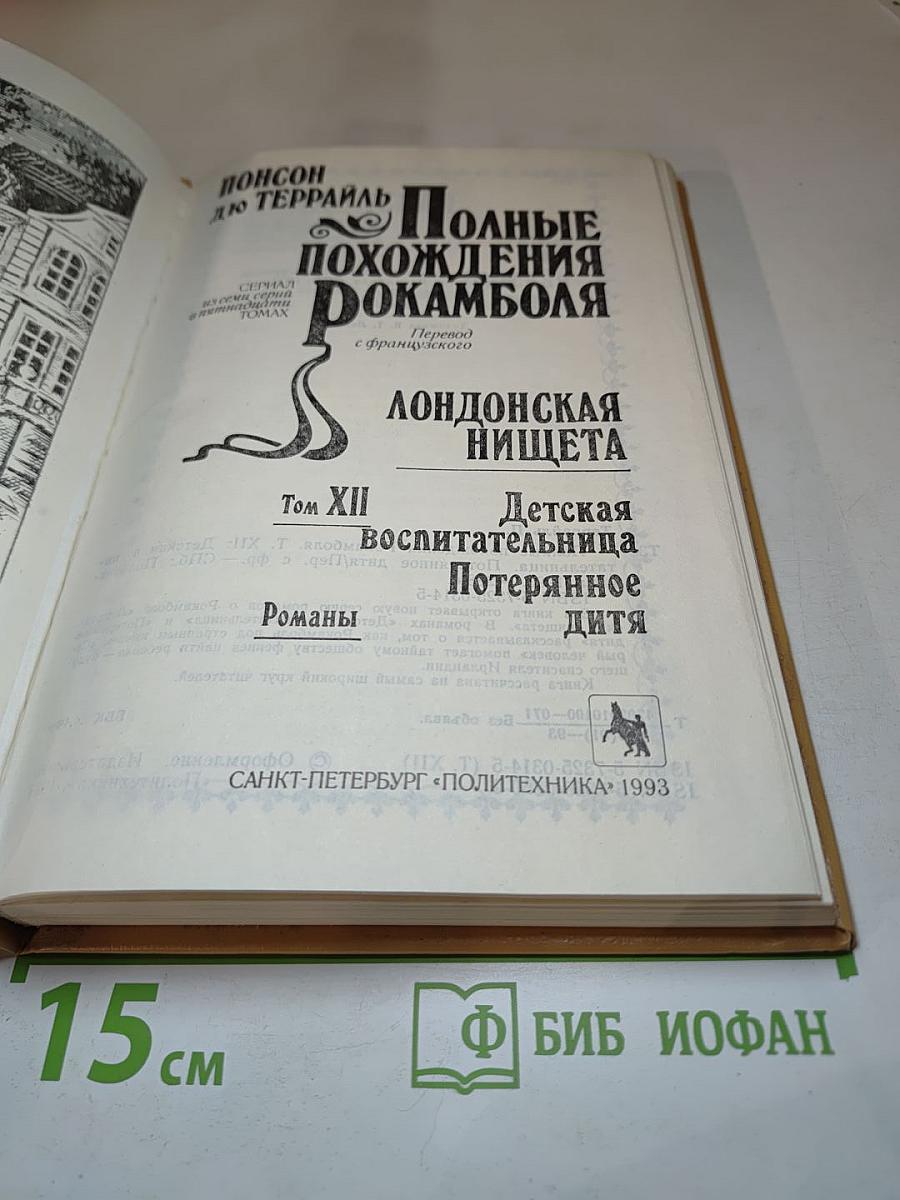 ПОНСОН
дю ТЕРРАЙЛЬ
Полные
похождения
Рокамболя
СЕРИАЛ
из семи серий
в пятнадцати
ТОМАХ
Перевод
с французского
ЛОНДОНСКАЯ
НИЩЕТА
Том XII
Детская
воспитательница
Потерянное
дитя
Романы
САНКТ-ПЕТЕРБУРГ «ПОЛИТЕХНИКА» 1993
15 см
Ф БИБ ИОФАН